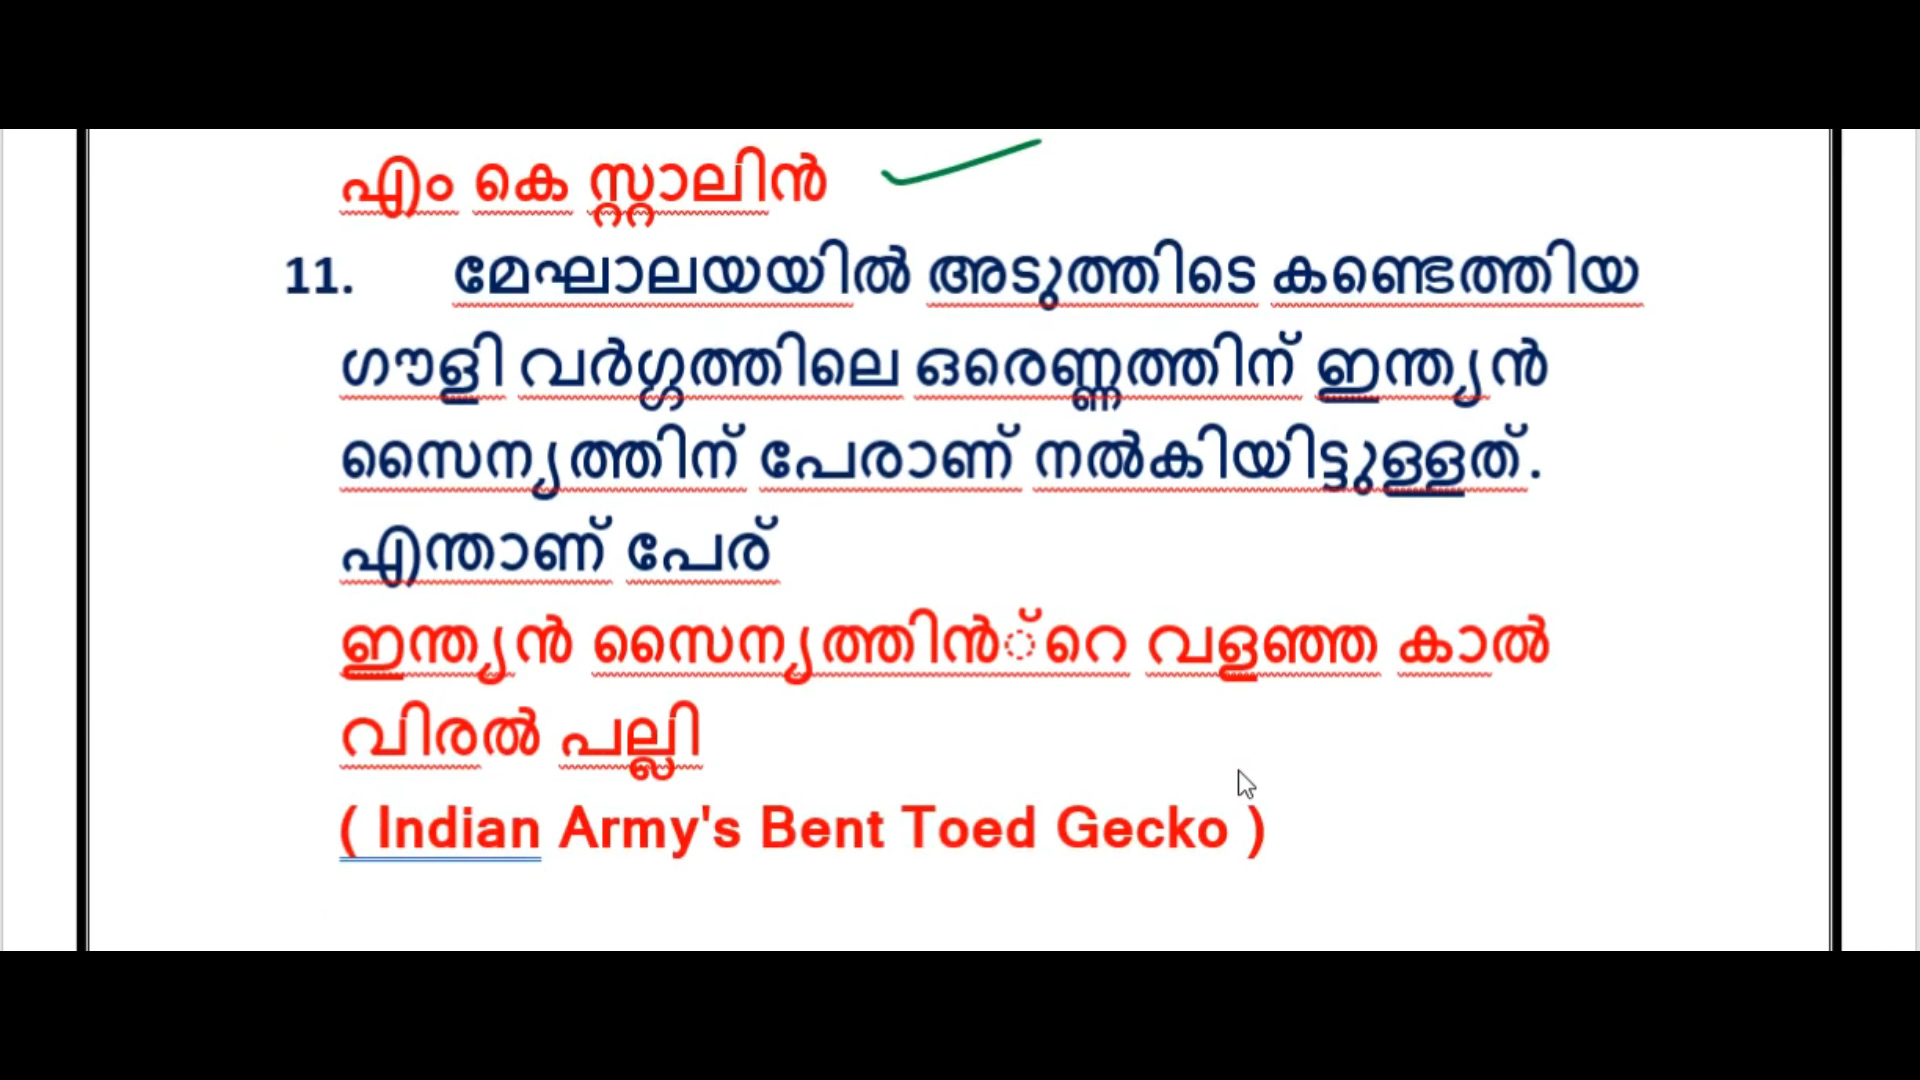 എം കെ സ്റ്റാലിൻ
11. മേഘാലയയിൽ അടുത്തിടെ കണ്ടെത്തിയ
ഗൗളി വർഗ്ഗത്തിലെ ഒരെണ്ണത്തിന് ഇന്ത്യൻ
സൈന്യത്തിന് പേരാണ് നൽകിയിട്ടുള്ളത്.
എന്താണ് പേര്
ഇന്ത്യൻ സൈന്യത്തിൻ്റെ വളഞ്ഞ കാൽ
വിരൽ പല്ലി
( Indian Army's Bent Toed Gecko )